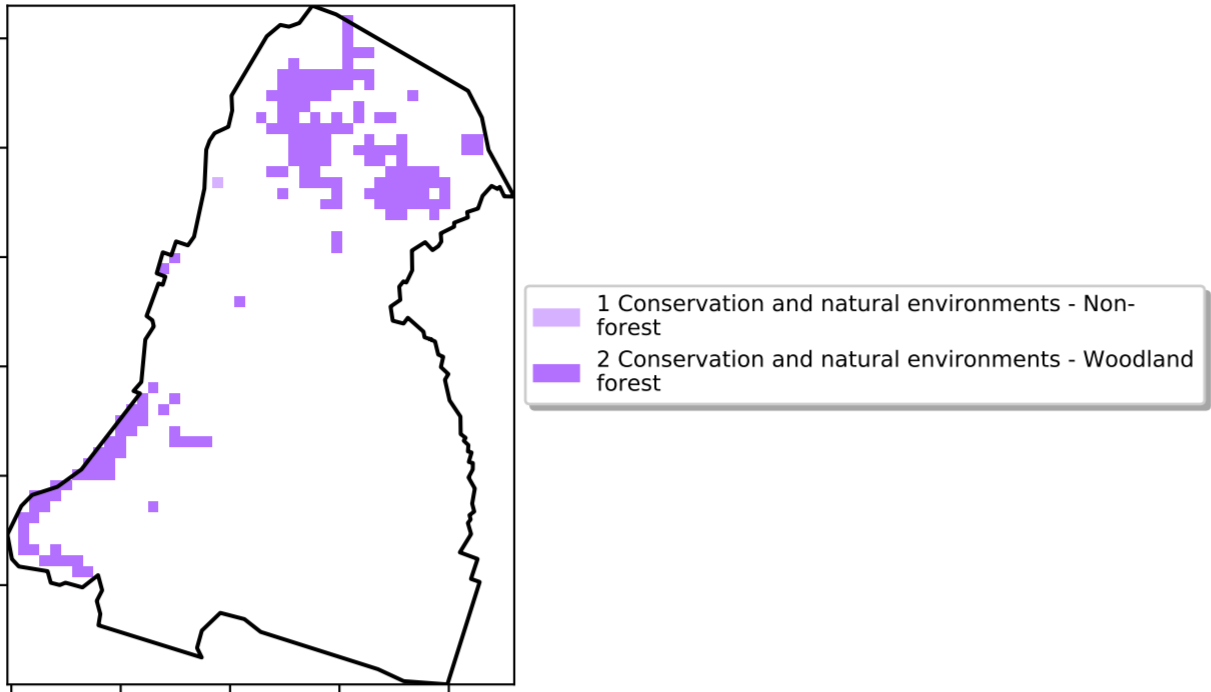 1 Conservation and natural environments - Non-
forest
2 Conservation and natural environments - Woodland
forest